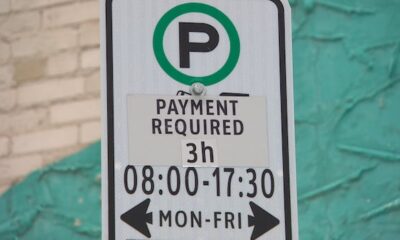 P
PAYMENT
REQUIRED
3h
08:00-17:30
MON-FRI